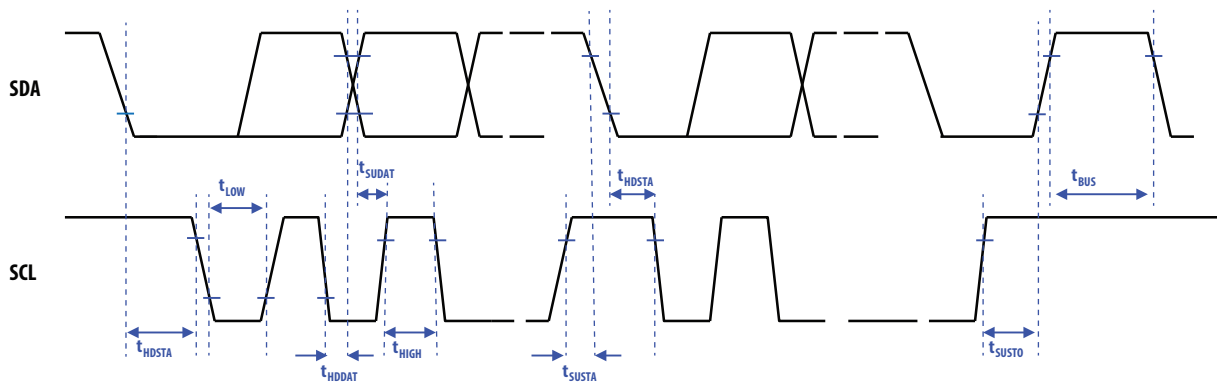 SDA
t_SUDAT
t_HDSTA
t_LOW
t_BUS
SCL
t_HDSTA
t_HIGH
t_SUSTO
t_HDDAT
t_SUSTA